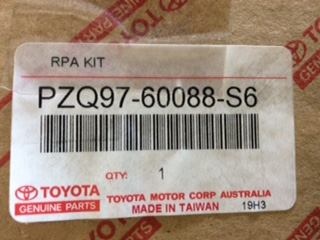 RPA KIT
PZQ97-60088-S6
QTY: 1
TOYOTA
GENUINE PARTS
TOYOTA MOTOR CORP AUSTRALIA
MADE IN TAIWAN 19H3